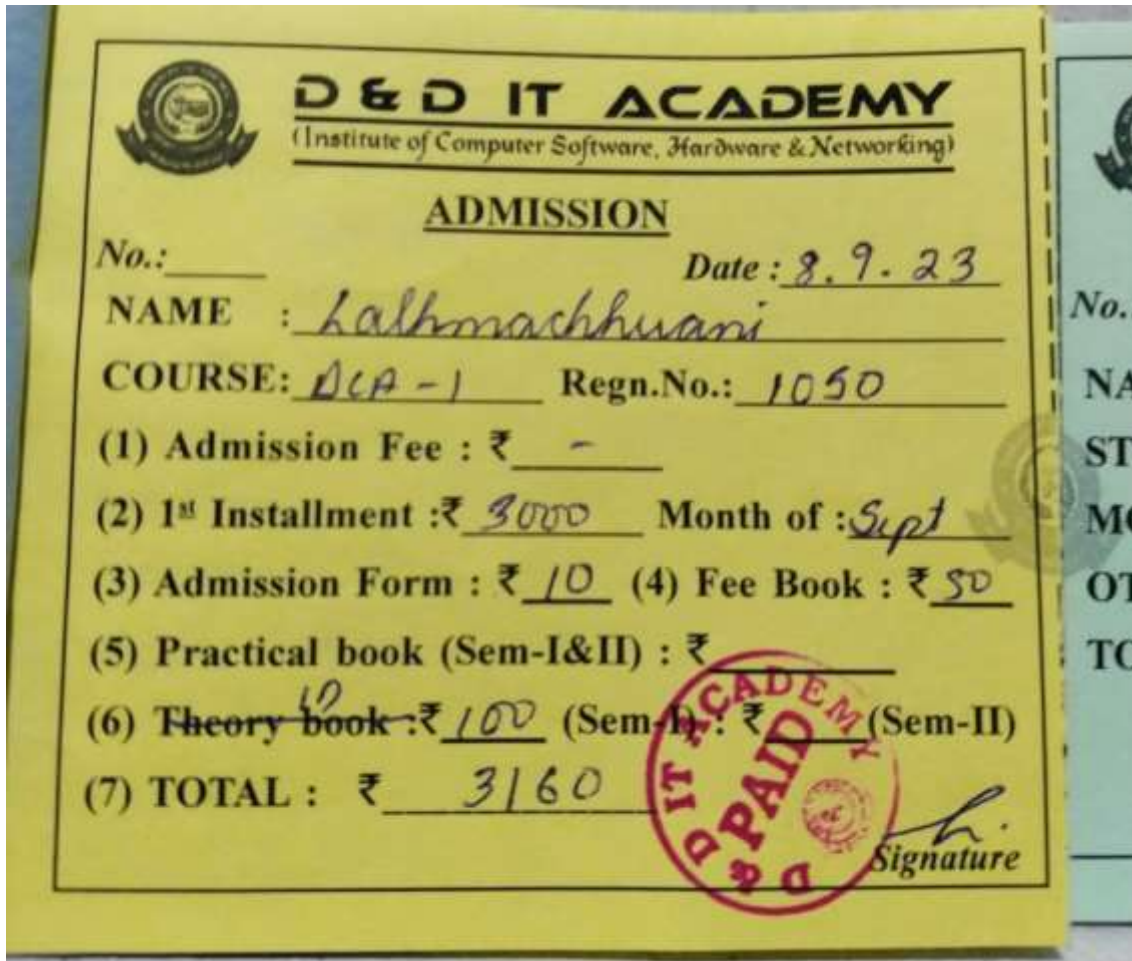 D & D IT ACADEMY
(Institute of Computer Software, Hardware & Networking)
ADMISSION
No.: Date : 8.9.23
NAME : Lalhmachhuani
COURSE: DCA-1 Regn.No.: 1050
(1) Admission Fee : ₹ -
(2) 1st Installment :₹ 3000 Month of : Sept
(3) Admission Form : ₹ 10 (4) Fee Book : ₹ 50
(5) Practical book (Sem-I&II) : ₹
ID
(6) Theory book :₹ 100 (Sem-I) : ₹ (Sem-II)
(7) TOTAL : ₹ 3160
D & D IT ACADEMY
PAID
Signature
No.
NA
ST
MO
OT
TO